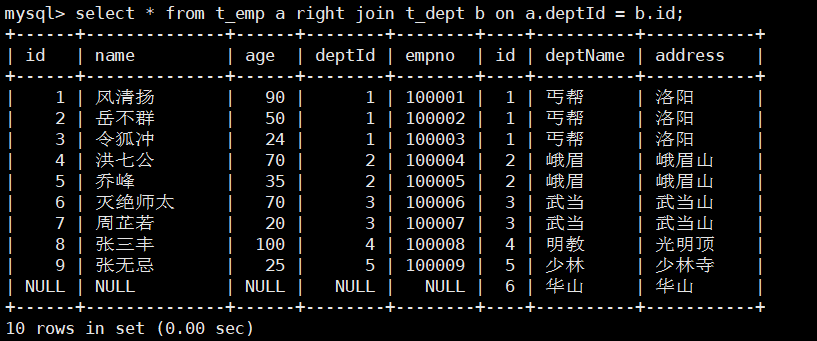 mysql> select * from t_emp a right join t_dept b on a.deptId = b.id;
+------+--------------+------+--------+--------+----+----------+-----------+
| id   | name         | age  | deptId | empno  | id | deptName | address   |
+------+--------------+------+--------+--------+----+----------+-----------+
|    1 | 风清扬       |   90 |      1 | 100001 |  1 | 丐帮     | 洛阳      |
|    2 | 岳不群       |   50 |      1 | 100002 |  1 | 丐帮     | 洛阳      |
|    3 | 令狐冲       |   24 |      1 | 100003 |  1 | 丐帮     | 洛阳      |
|    4 | 洪七公       |   70 |      2 | 100004 |  2 | 峨眉     | 峨眉山    |
|    5 | 乔峰         |   35 |      2 | 100005 |  2 | 峨眉     | 峨眉山    |
|    6 | 灭绝师太     |   70 |      3 | 100006 |  3 | 武当     | 武当山    |
|    7 | 周芷若       |   20 |      3 | 100007 |  3 | 武当     | 武当山    |
|    8 | 张三丰       |  100 |      4 | 100008 |  4 | 明教     | 光明顶    |
|    9 | 张无忌       |   25 |      5 | 100009 |  5 | 少林     | 少林寺    |
| NULL | NULL         | NULL |   NULL |   NULL |  6 | 华山     | 华山      |
+------+--------------+------+--------+--------+----+----------+-----------+
10 rows in set (0.00 sec)